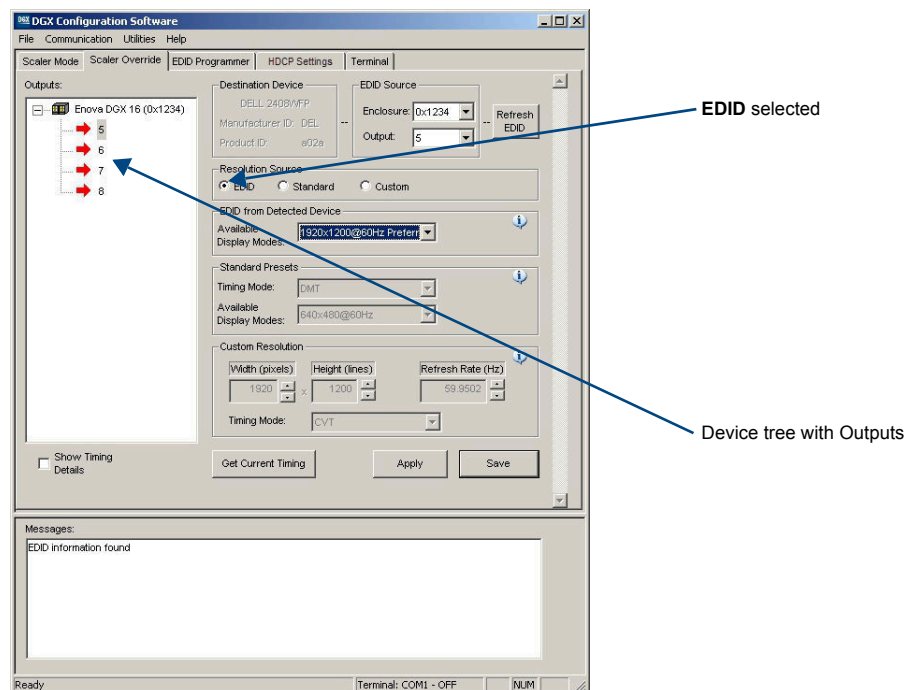 DGX Configuration Software
File Communication Utilities Help
Scaler Mode Scaler Override EDID Programmer HDCP Settings Terminal
Outputs:
Enova DGX 16 (0x1234)
5
6
7
8
Show Timing
Details
Destination Device
DELL 2408WFP
Manufacturer ID: DEL
Product ID: a02a
--
EDID Source
Enclosure: 0x1234
Output: 5
--
Refresh
EDID
Resolution Source
EDID Standard Custom
EDID from Detected Device
Available
Display Modes:
1920x1200@60Hz Preferr
Standard Presets
Timing Mode: DMT
Available
Display Modes:
640x480@60Hz
Custom Resolution
Width (pixels) Height (lines) Refresh Rate (Hz)
1920 x 1200 59.9502
Timing Mode: CVT
Get Current Timing Apply Save
Messages:
EDID information found
Ready Terminal: COM1 - OFF NUM
EDID selected
Device tree with Outputs